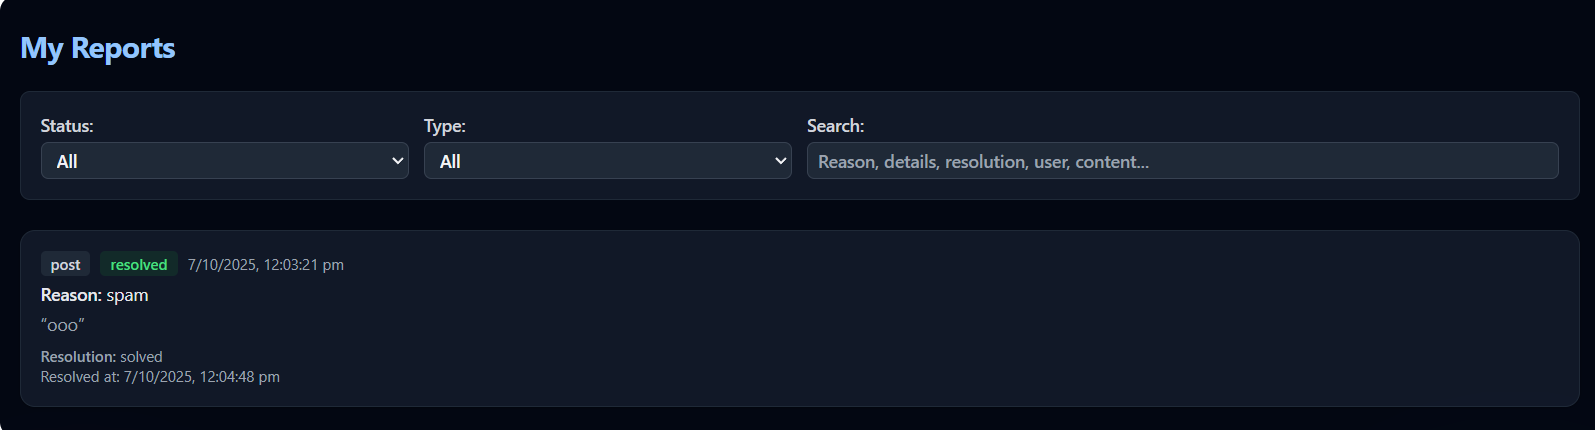 My Reports
Status:
Type:
Search:
All
All
Reason, details, resolution, user, content...
post resolved 7/10/2025, 12:03:21 pm
Reason: spam
“ooo”
Resolution: solved
Resolved at: 7/10/2025, 12:04:48 pm